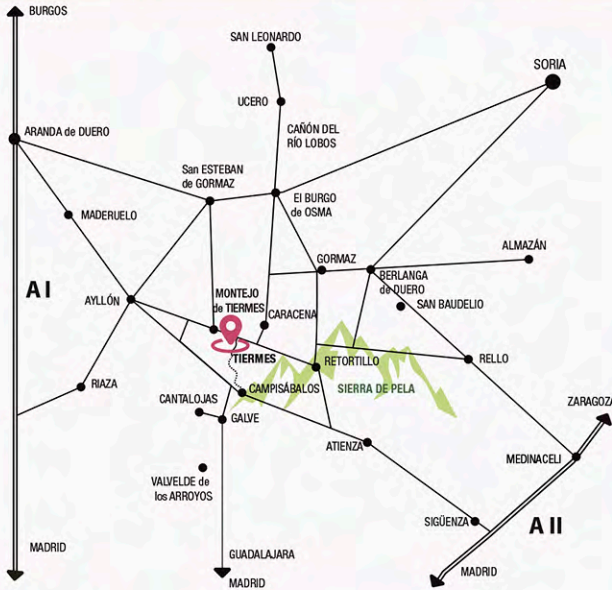 BURGOS
SAN LEONARDO
SORIA
UCERO
ARANDA de DUERO
CAÑÓN DEL
RÍO LOBOS
San ESTEBAN
de GORMAZ
El BURGO
de OSMA
MADERUELO
ALMAZÁN
GORMAZ
BERLANGA
de DUERO
A I
AYLLÓN
MONTEJO
de TIERMES
SAN BAUDELIO
CARACENA
TIERMES
RETORTILLO
RELLO
RIAZA
CANTALOJAS
CAMPISÁBALOS
SIERRA DE PELA
ZARAGOZA
GALVE
ATIENZA
MEDINACELI
VALVELDE de
los ARROYOS
SIGÜENZA
A II
MADRID
GUADALAJARA
MADRID
MADRID